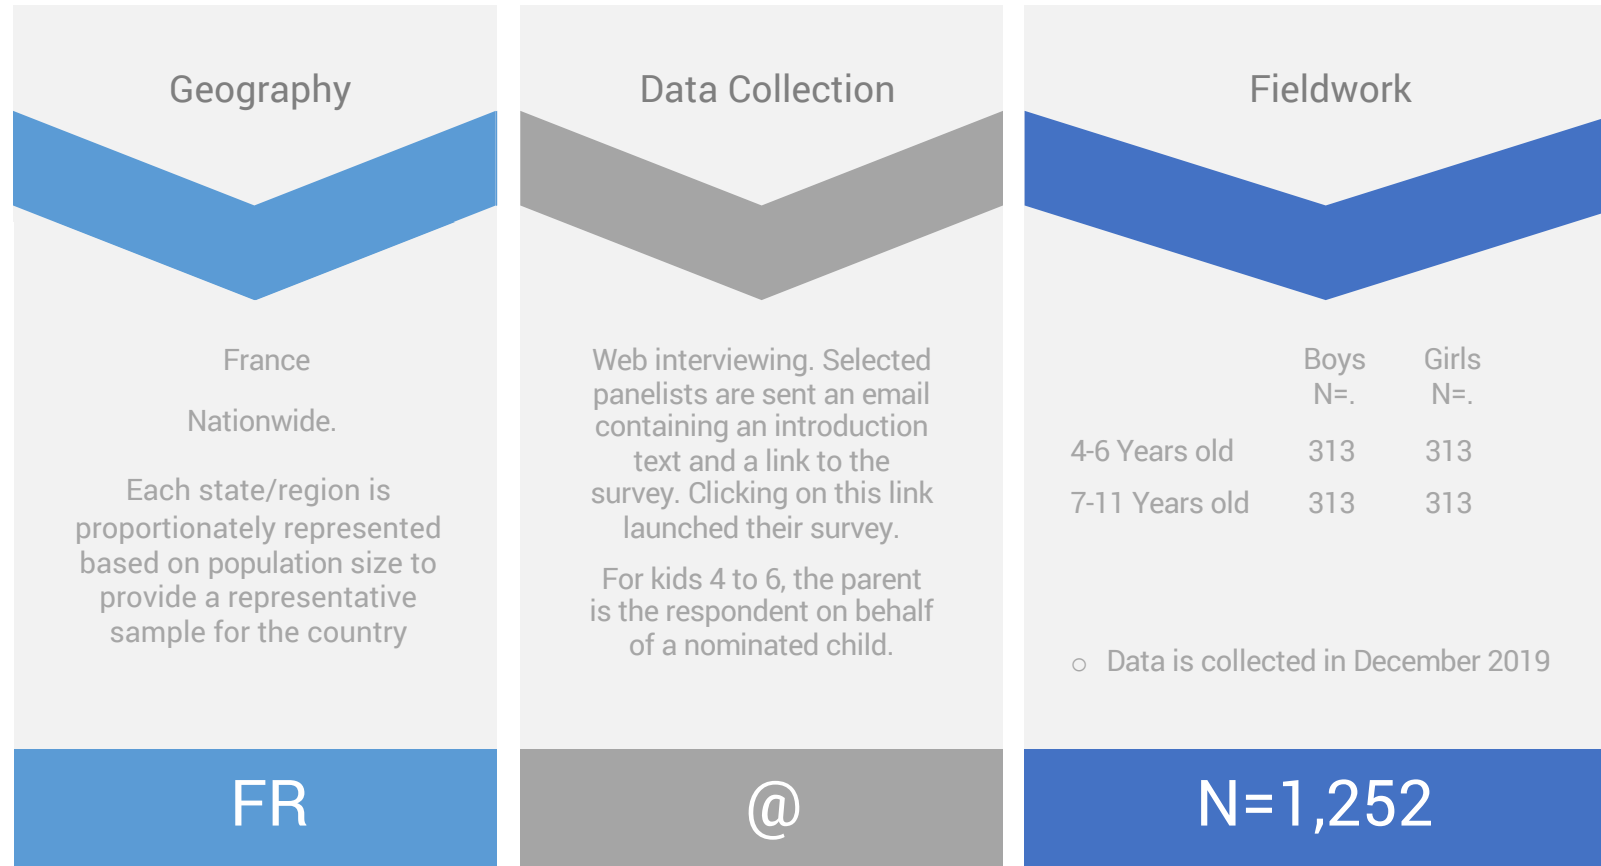 Geography
France
Nationwide.
Each state/region is
proportionately represented
based on population size to
provide a representative
sample for the country
FR
Data Collection
Web interviewing. Selected
panelists are sent an email
containing an introduction
text and a link to the
survey. Clicking on this link
launched their survey.
For kids 4 to 6, the parent
is the respondent on behalf
of a nominated child.
@
Fieldwork
Boys Girls
N=. N=.
4-6 Years old 313 313
7-11 Years old 313 313
○ Data is collected in December 2019
N=1,252